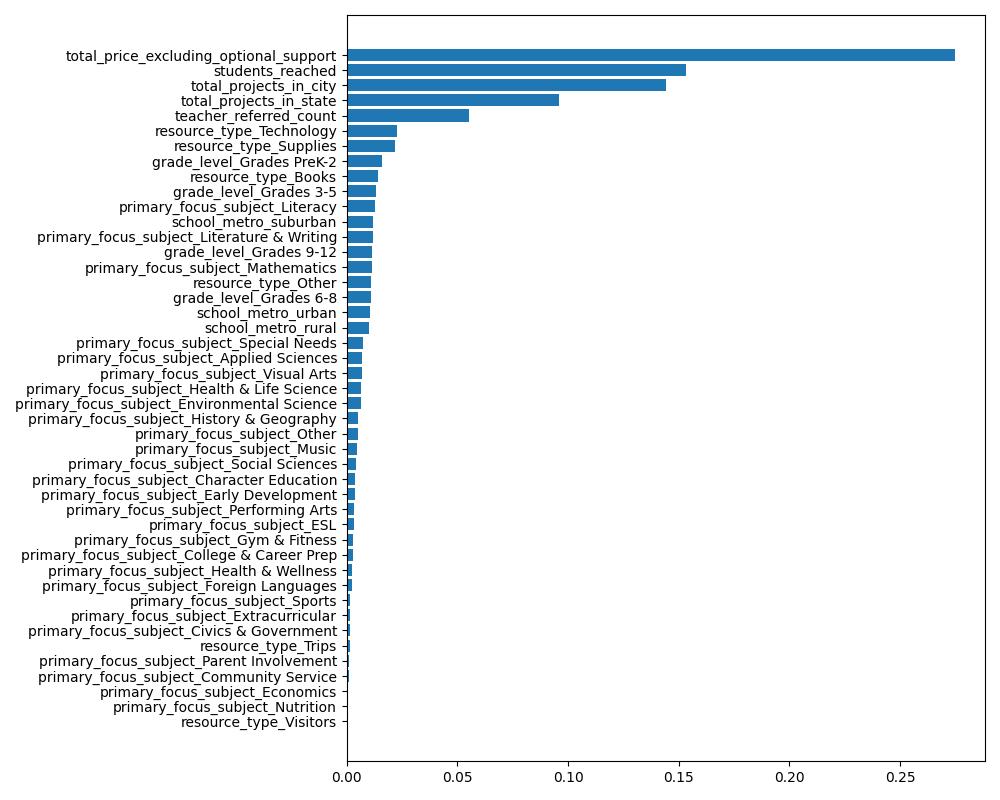 total_price_excluding_optional_support
students_reached
total_projects_in_city
total_projects_in_state
teacher_referred_count
resource_type_Technology
resource_type_Supplies
grade_level_Grades PreK-2
resource_type_Books
grade_level_Grades 3-5
primary_focus_subject_Literacy
school_metro_suburban
primary_focus_subject_Literature & Writing
grade_level_Grades 9-12
primary_focus_subject_Mathematics
resource_type_Other
grade_level_Grades 6-8
school_metro_urban
school_metro_rural
primary_focus_subject_Special Needs
primary_focus_subject_Applied Sciences
primary_focus_subject_Visual Arts
primary_focus_subject_Health & Life Science
primary_focus_subject_Environmental Science
primary_focus_subject_History & Geography
primary_focus_subject_Other
primary_focus_subject_Music
primary_focus_subject_Social Sciences
primary_focus_subject_Character Education
primary_focus_subject_Early Development
primary_focus_subject_Performing Arts
primary_focus_subject_ESL
primary_focus_subject_Gym & Fitness
primary_focus_subject_College & Career Prep
primary_focus_subject_Health & Wellness
primary_focus_subject_Foreign Languages
primary_focus_subject_Sports
primary_focus_subject_Extracurricular
primary_focus_subject_Civics & Government
resource_type_Trips
primary_focus_subject_Parent Involvement
primary_focus_subject_Community Service
primary_focus_subject_Economics
primary_focus_subject_Nutrition
resource_type_Visitors
0.00 0.05 0.10 0.15 0.20 0.25